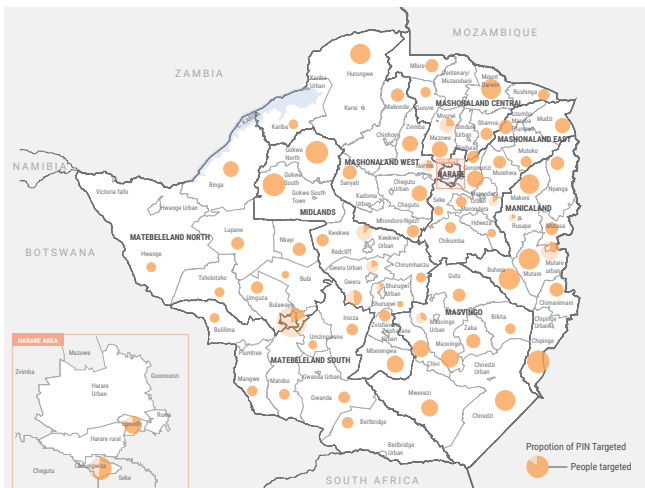 MOZAMBIQUE
ZAMBIA
NAMIBIA
BOTSWANA
SOUTH AFRICA
Hurungwe
Mbire
Centenary/
Muzarabani
Mount
Darwin
Rushinga
Kariba
Urban
Karoi
Makonde
Guruve
MASHONALAND CENTRAL
Mvurwi
Bindura
Urban
Shamva
Mudzi
Kariba
Chinhoyi
Zvimba
Mazowe
MASHONALAND EAST
Gokwe
North
MASHONALAND WEST
Norton
HARARE
Goromonzi
Murehwa
Mutoko
Binga
Gokwe
South
Sanyati
Gokwe South
Town
Chegutu
Urban
Chegutu
Kadoma
Urban
Seke
Marondera
Makoni
Nyanga
Victoria falls
Hwange Urban
MIDLANDS
Mhondoro-Ngezi
Hwedza
Chikomba
MANICALAND
Rusape
Mutasa
MATEBELELAND NORTH
Lupane
Nkayi
Kwekwe
Kwekwe
Urban
Redcliff
Mutare
urban
Mutare
Buhera
Hwange
Tsholotsho
Bubi
Gweru Urban
Gweru
Chirumhanzu
Gutu
Chimanimani
Umguza
Bulawayo
Shurugwi
Urban
Shurugwi
MASVINGO
Bikita
Chipinge
Urban
Chipinge
Bulilima
Insiza
Umzingwane
Zvishavane
Urban
Masvingo
Urban
Masvingo
Zaka
Plumtree
MATEBELELAND SOUTH
Mberengwa
Chivi
Chiredzi
Urban
Mangwe
Matobo
Gwanda Urban
Gwanda
Mwenezi
Chiredzi
Beitbridge
Beitbridge
Urban
HARARE AREA
Mazowe
Zvimba
Goromonzi
Harare
Urban
Ruwa
Epworth
Harare rural
Chitungwiza
Chegutu
Seke
Propotion of PIN Targeted
People targeted